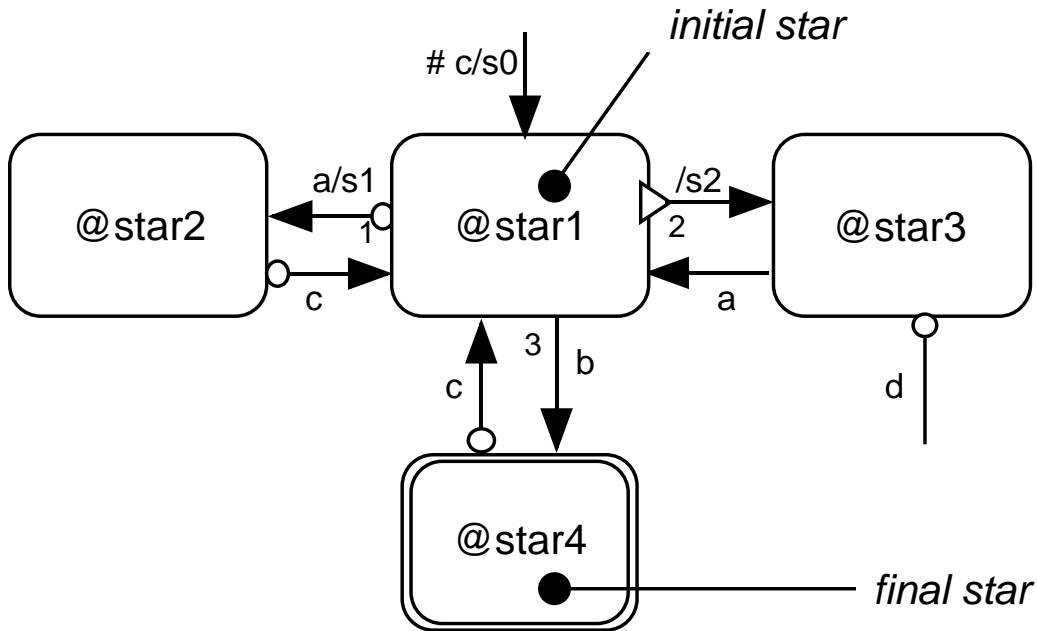 initial star
# c/s0
a/s1
/s2
@star2
@star1
@star3
1
2
c
a
3
b
c
d
@star4
final star